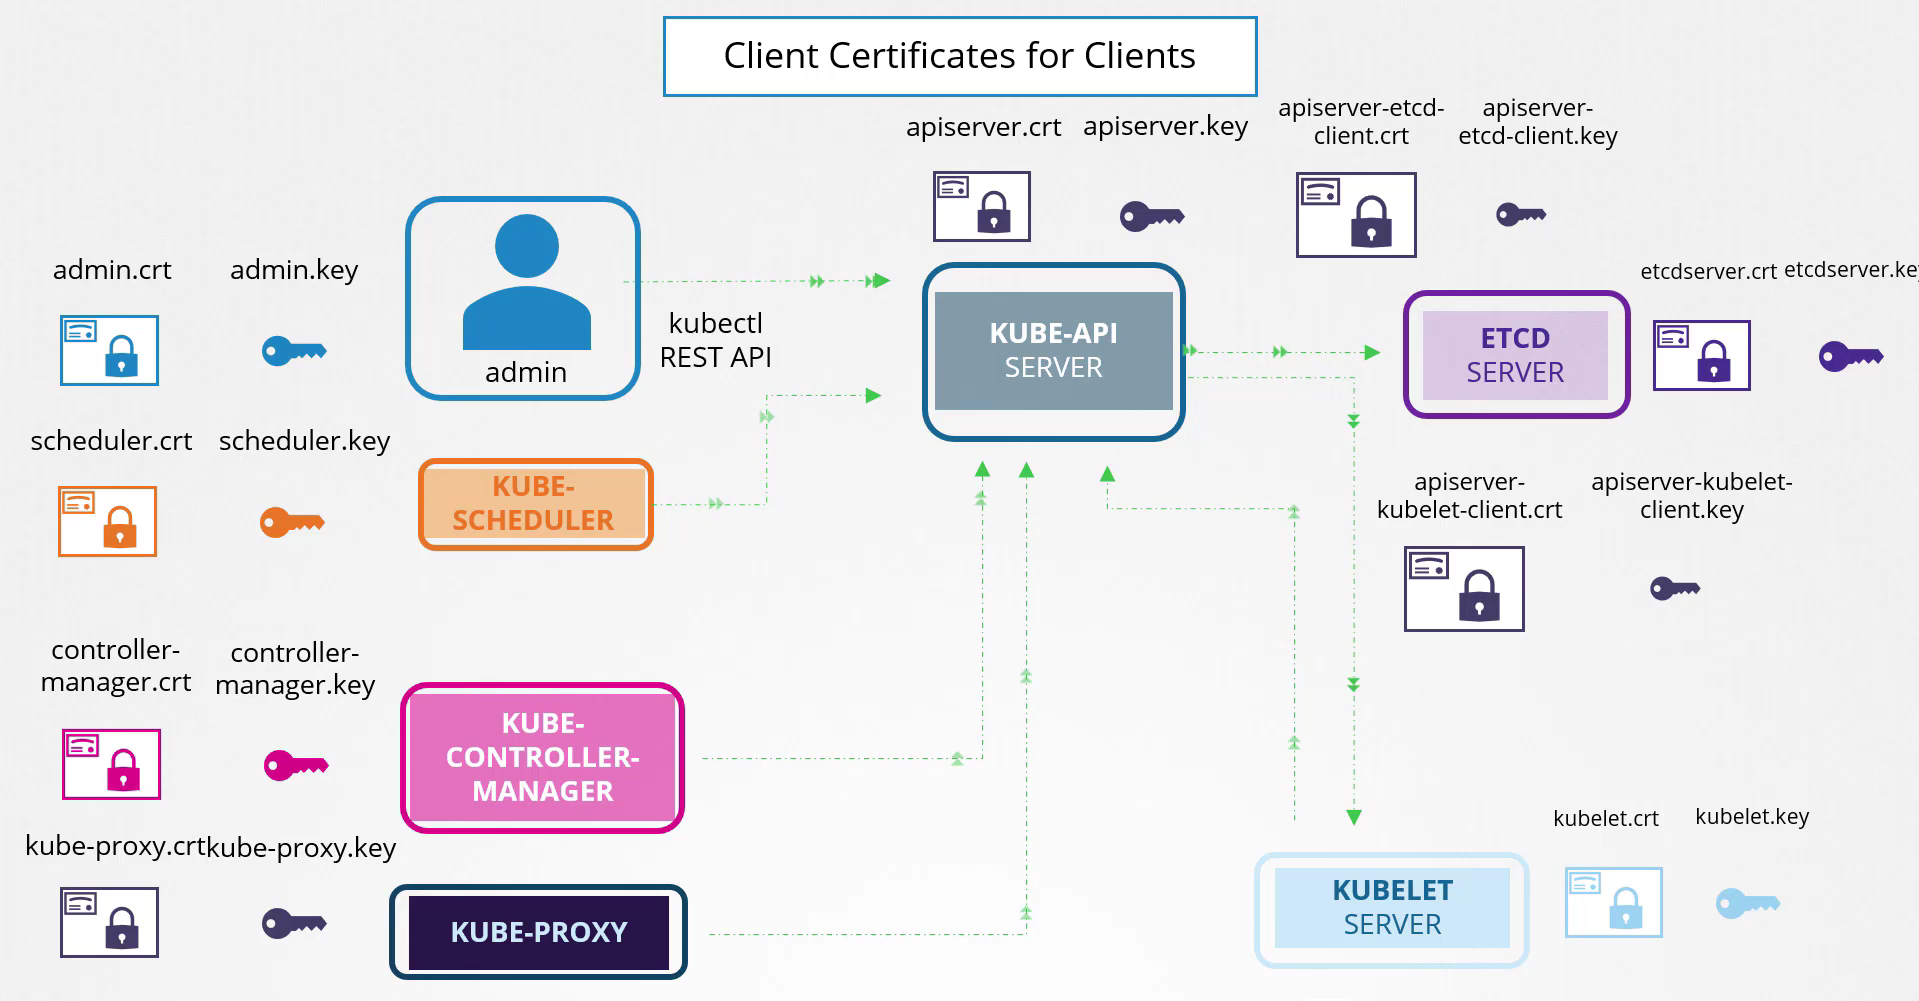 Client Certificates for Clients
apiserver.crt
apiserver.key
apiserver-etcd-
client.crt
apiserver-
etcd-client.key
admin.crt
admin.key
admin
kubectl
REST API
KUBE-API
SERVER
ETCD
SERVER
etcdserver.crt
etcdserver.key
scheduler.crt
scheduler.key
KUBE-
SCHEDULER
apiserver-
kubelet-client.crt
apiserver-kubelet-
client.key
controller-
manager.crt
controller-
manager.key
KUBE-
CONTROLLER-
MANAGER
kube-proxy.crt
kube-proxy.key
KUBE-PROXY
KUBELET
SERVER
kubelet.crt
kubelet.key